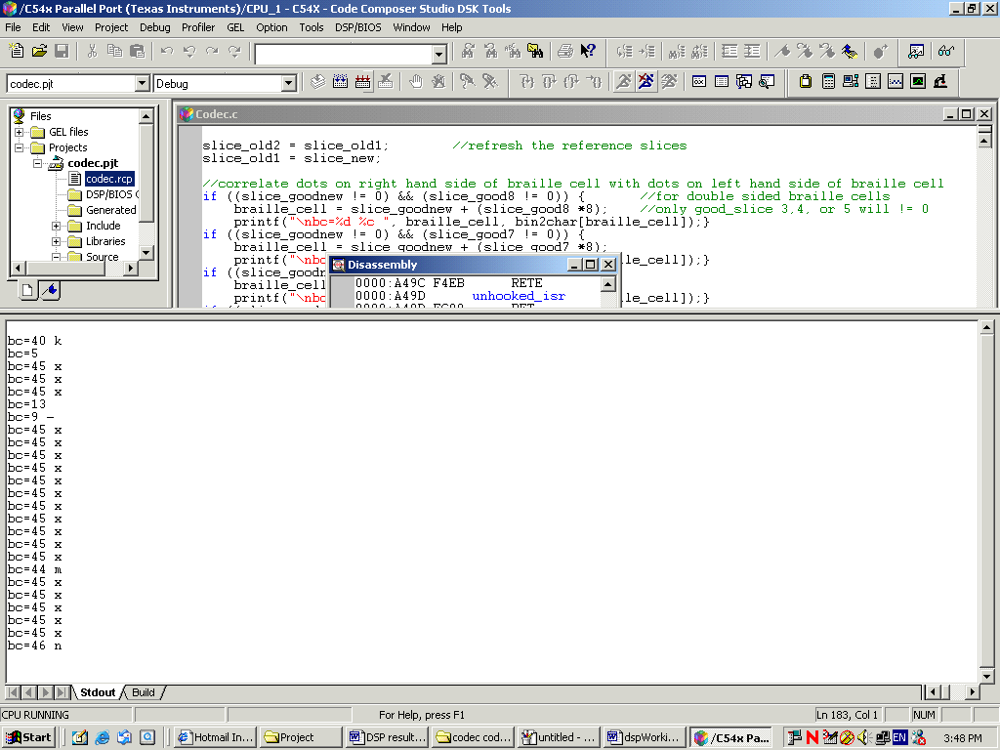 /C54x Parallel Port (Texas Instruments)/CPU_1 - C54X - Code Composer Studio DSK Tools
File Edit View Project Debug Profiler GEL Option Tools DSP/BIOS Window Help
codec.pjt Debug
Files
GEL files
Projects
codec.pjt
codec.rcp
DSP/BIOS C
Generated
Include
Libraries
Source
Codec.c
slice_old2 = slice_old1; //refresh the reference slices
slice_old1 = slice_new;
//correlate dots on right hand side of braille cell with dots on left hand side of braille cell
if ((slice_goodnew != 0) && (slice_good8 != 0)) { //for double sided braille cells
braille_cell = slice_goodnew + (slice_good8 *8); //only good_slice 3,4, or 5 will != 0
printf("\nbc=%d %c ", braille_cell, bin2char[braille_cell]);}
if ((slice_goodnew != 0) && (slice_good7 != 0)) {
braille_cell = slice_goodnew + (slice_good7 *8);
printf("\nbc lle_cell]);}
if ((slice_goodn
braille_cell
printf("\nbc lle_cell]);}
Disassembly
0000:A49C F4EB RETE
0000:A49D unhooked_isr
0000:A49D FC00 RET
bc=40 k
bc=5
bc=45 x
bc=45 x
bc=45 x
bc=13
bc=9 –
bc=45 x
bc=45 x
bc=45 x
bc=45 x
bc=45 x
bc=45 x
bc=45 x
bc=45 x
bc=45 x
bc=45 x
bc=45 x
bc=44 m
bc=45 x
bc=45 x
bc=45 x
bc=45 x
bc=45 x
bc=46 n
Stdout Build
CPU RUNNING For Help, press F1 Ln 183, Col 1 NUM
Start Hotmail In... Project DSP result... codec cod... untitled - ... dspWorki... /C54x Pa... EN 3:48 PM